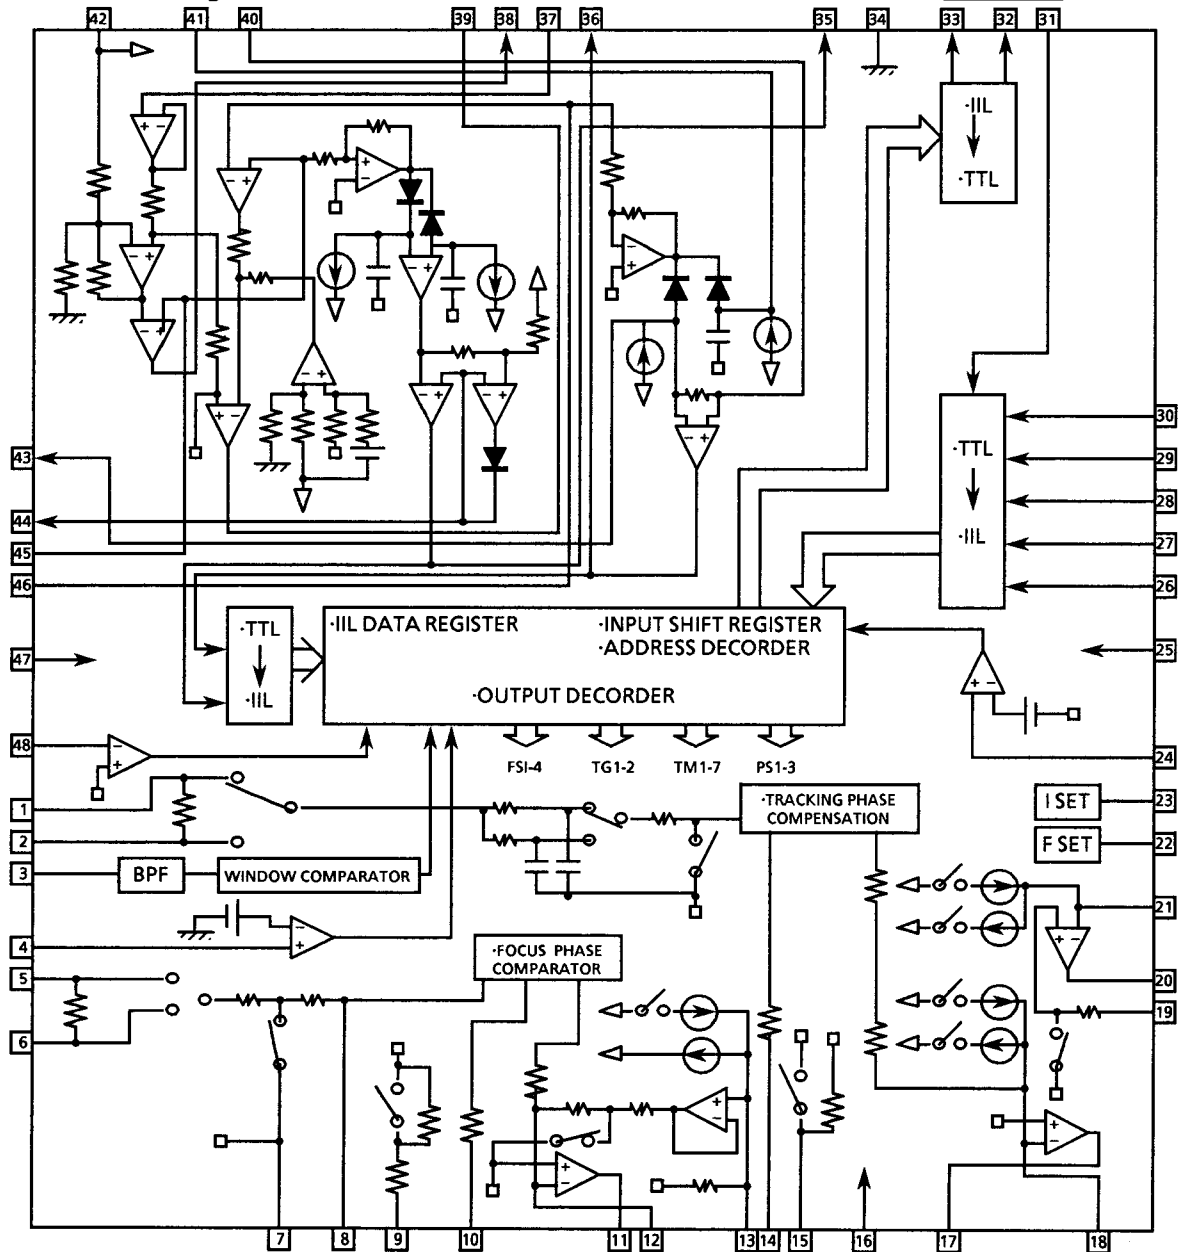 42 41 40 39 38 37 36 35 34 33 32 31
·IIL
·TTL
30
·TTL
29
43
28
44
·IIL
27
45
46
26
·TTL
·IIL DATA REGISTER
·INPUT SHIFT REGISTER
·ADDRESS DECORDER
47
25
·IIL
·OUTPUT DECORDER
48
24
FSI-4
TG1-2
TM1-7
PS1-3
1
·TRACKING PHASE
COMPENSATION
I SET
23
2
F SET
22
3
BPF
WINDOW COMPARATOR
21
4
·FOCUS PHASE
COMPARATOR
5
20
6
19
7 8 9 10 11 12 13 14 15 16 17 18
+ −